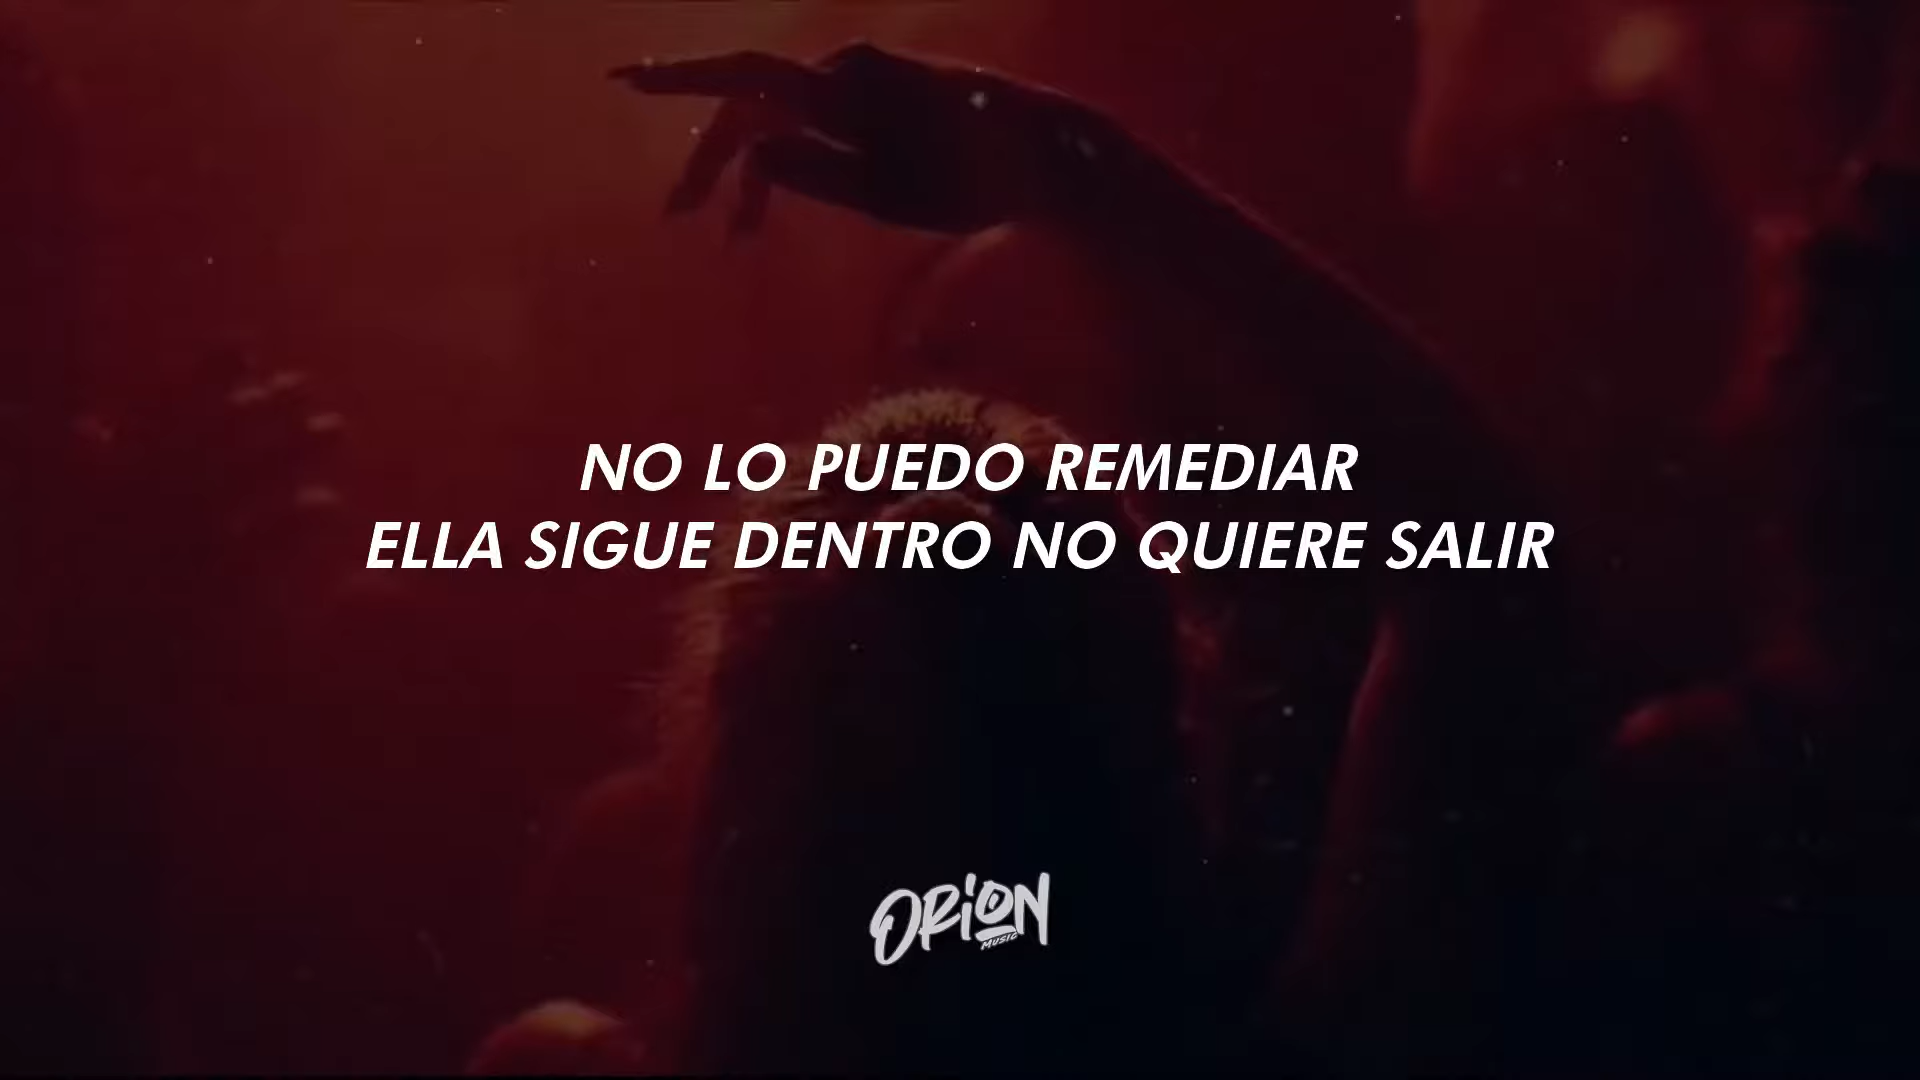 NO LO PUEDO REMEDIAR
ELLA SIGUE DENTRO NO QUIERE SALIR
ORION
MUSIC